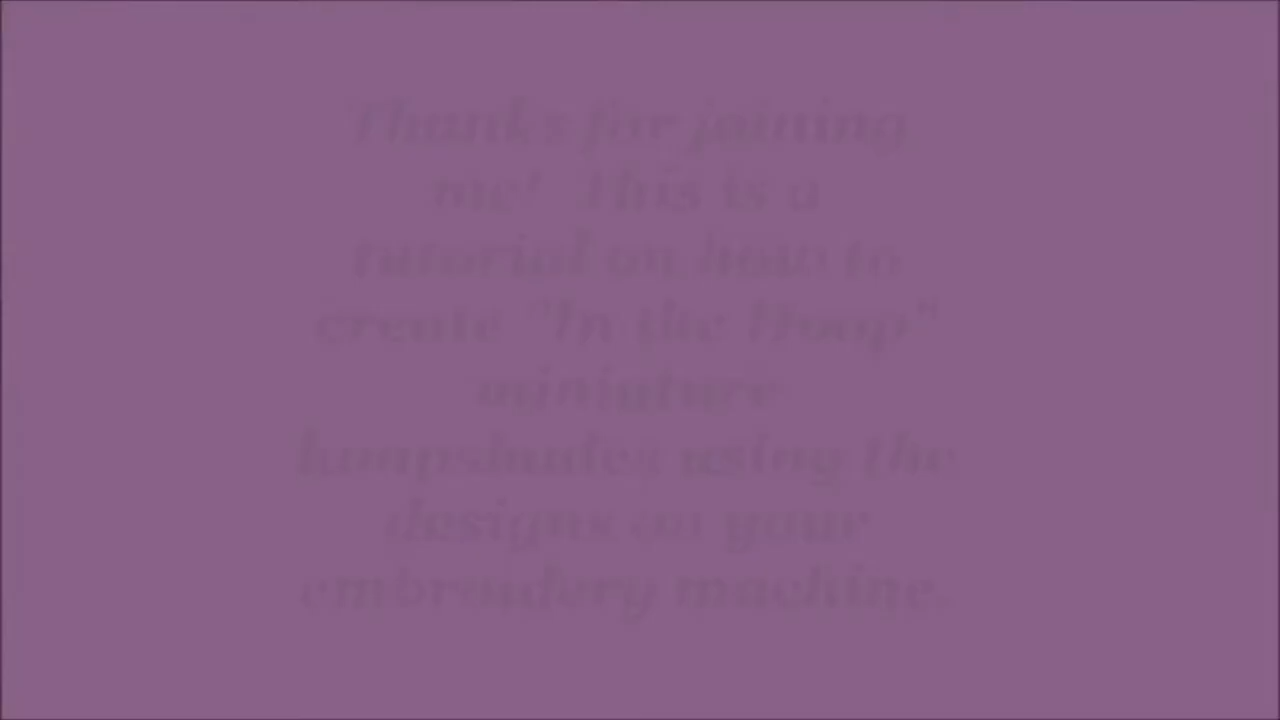 Thanks for joining
me! This is a
tutorial on how to
create "In the Hoop"
miniature
lampshades using the
designs on your
embroidery machine.